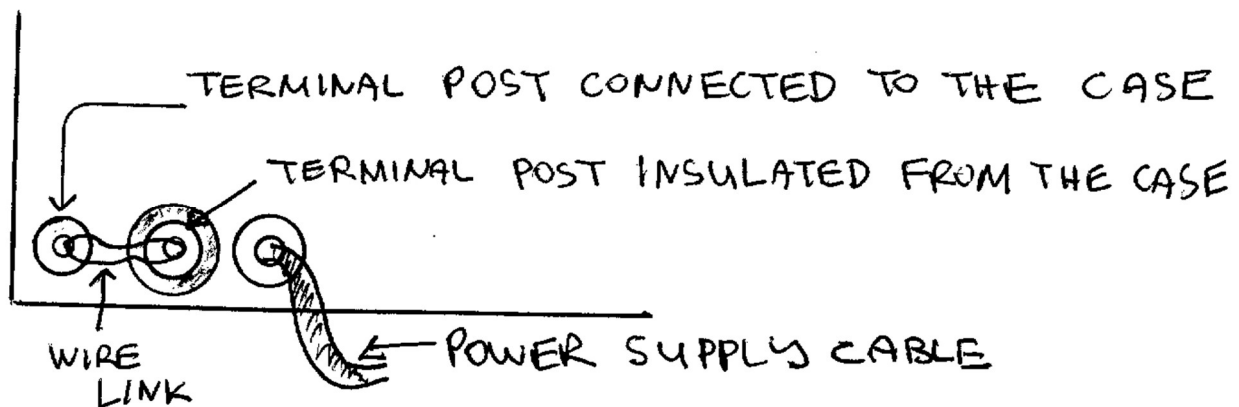 TERMINAL POST CONNECTED TO THE CASE
TERMINAL POST INSULATED FROM THE CASE
WIRE
LINK
POWER SUPPLY CABLE